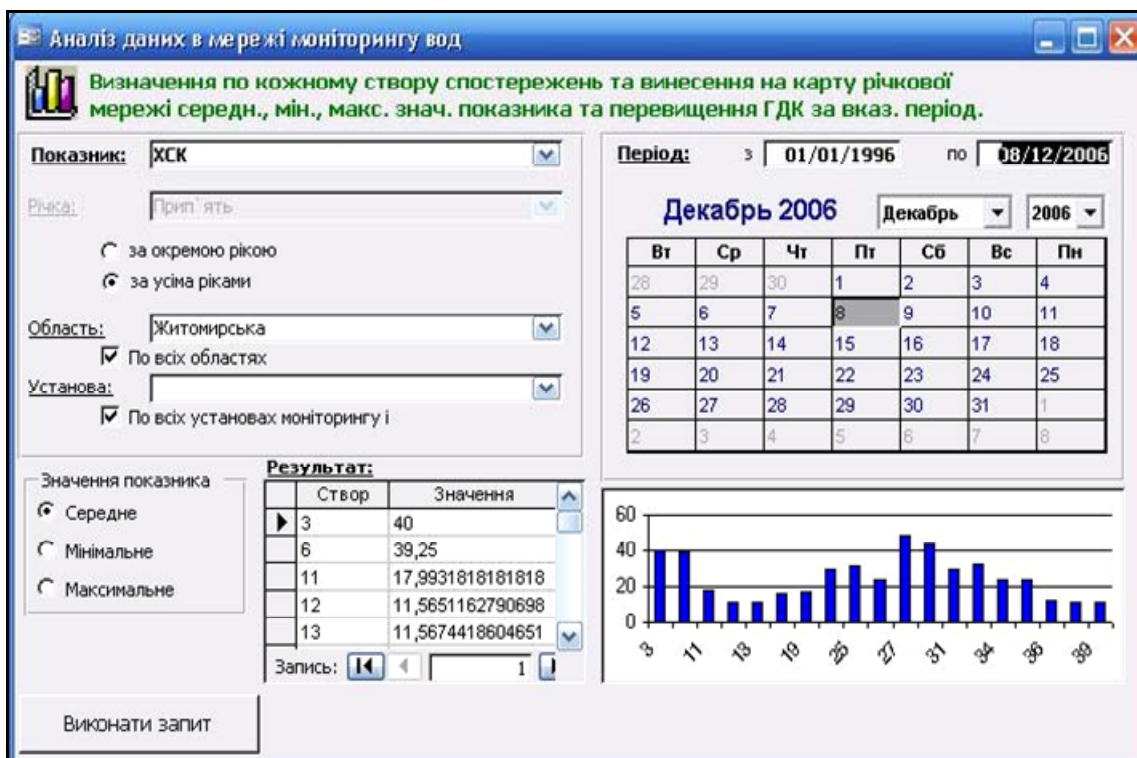 Аналіз даних в мережі моніторингу вод
Визначення по кожному створу спостережень та винесення на карту річкової
мережі середн., мін., макс. знач. показника та перевищення ГДК за вказ. період.
Показник: ХСК
Річка: Прип`ять
за окремою рікою
за усіма ріками
Область: Житомирська
По всіх областях
Установа:
По всіх установах моніторингу і
Період: з 01/01/1996 по 08/12/2006
Декабрь 2006 Декабрь 2006
Вт Ср Чт Пт Сб Вс Пн
28 29 30 1 2 3 4
5 6 7 8 9 10 11
12 13 14 15 16 17 18
19 20 21 22 23 24 25
26 27 28 29 30 31 1
2 3 4 5 6 7 8
Значення показника
Середне
Мінімальне
Максимальне
Результат:
Створ Значення
3 40
6 39,25
11 17,9931818181818
12 11,5651162790698
13 11,5674418604651
Запись: 1
60
40
20
0
3 11 13 19 25 27 31 34 36 39
Виконати запит